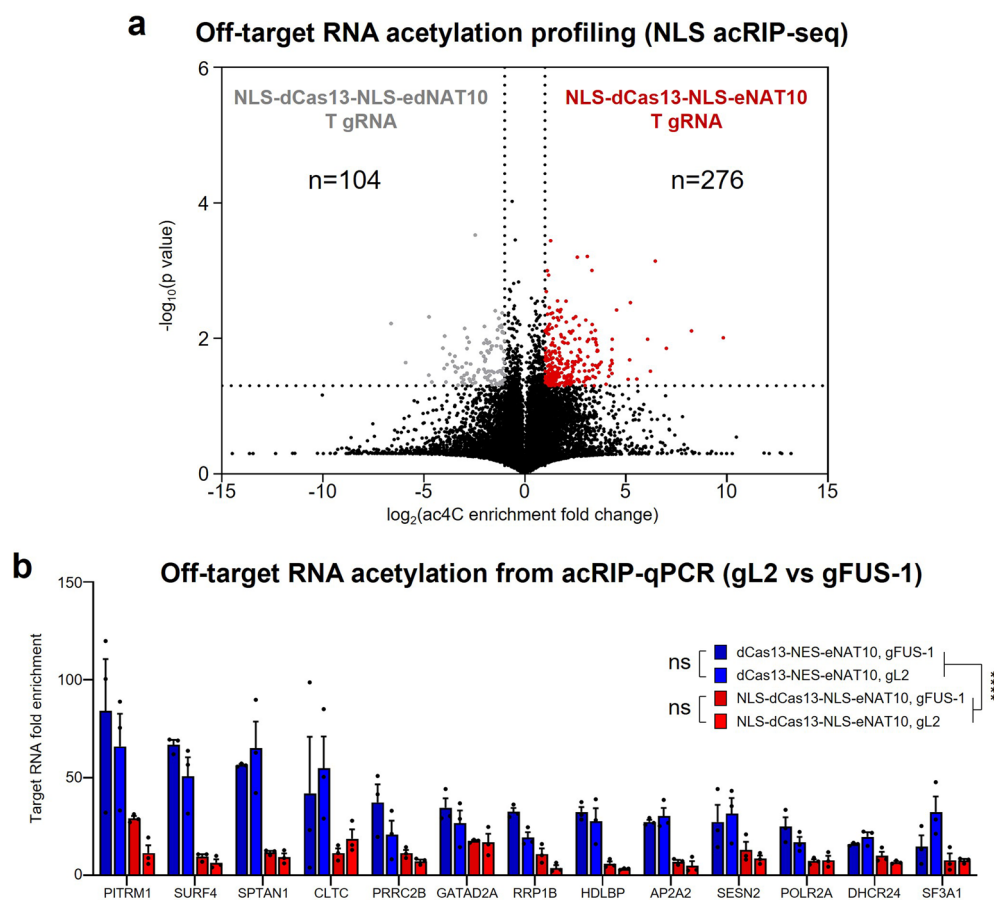 a
Off-target RNA acetylation profiling (NLS acRIP-seq)
6
NLS-dCas13-NLS-edNAT10
T gRNA
NLS-dCas13-NLS-eNAT10
T gRNA
n=104
n=276
4
-log10(p value)
2
0
-15
-10
-5
0
5
10
15
log2(ac4C enrichment fold change)
b
Off-target RNA acetylation from acRIP-qPCR (gL2 vs gFUS-1)
150
100
50
0
Target RNA fold enrichment
ns
dCas13-NES-eNAT10, gFUS-1
dCas13-NES-eNAT10, gL2
ns
NLS-dCas13-NLS-eNAT10, gFUS-1
NLS-dCas13-NLS-eNAT10, gL2
****
PITRM1 SURF4 SPTAN1 CLTC PRRC2B GATAD2A RRP1B HDLBP AP2A2 SESN2 POLR2A DHCR24 SF3A1